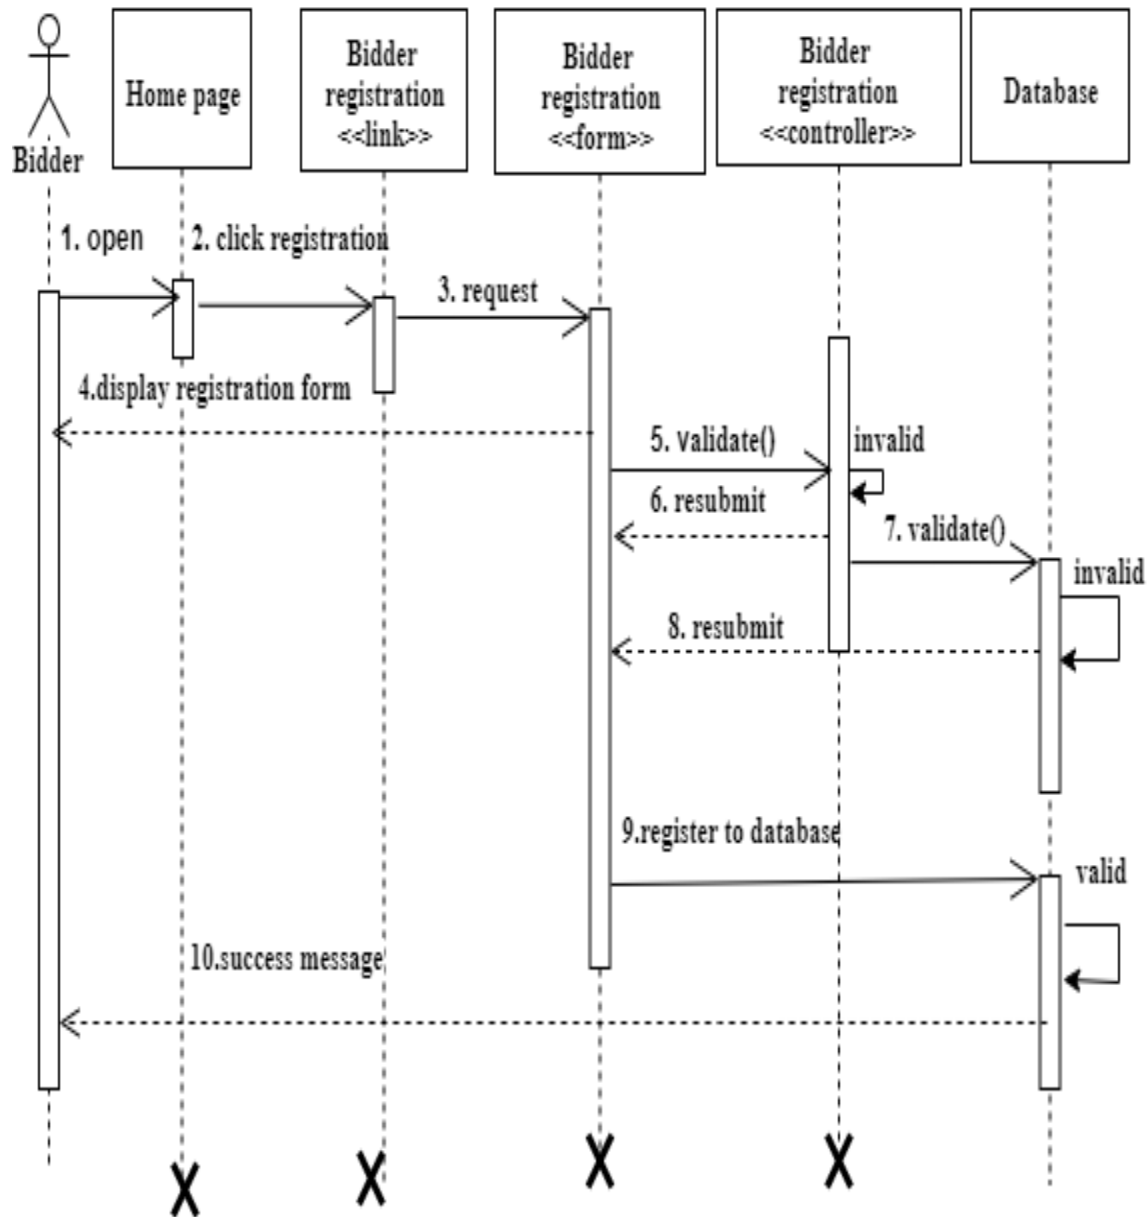 Bidder
Home page
Bidder
registration
<<link>>
Bidder
registration
<<form>>
Bidder
registration
<<controller>>
Database
1. open
2. click registration
3. request
4.display registration form
5. validate()
invalid
6. resubmit
7. validate()
invalid
8. resubmit
9.register to database
valid
10.success message